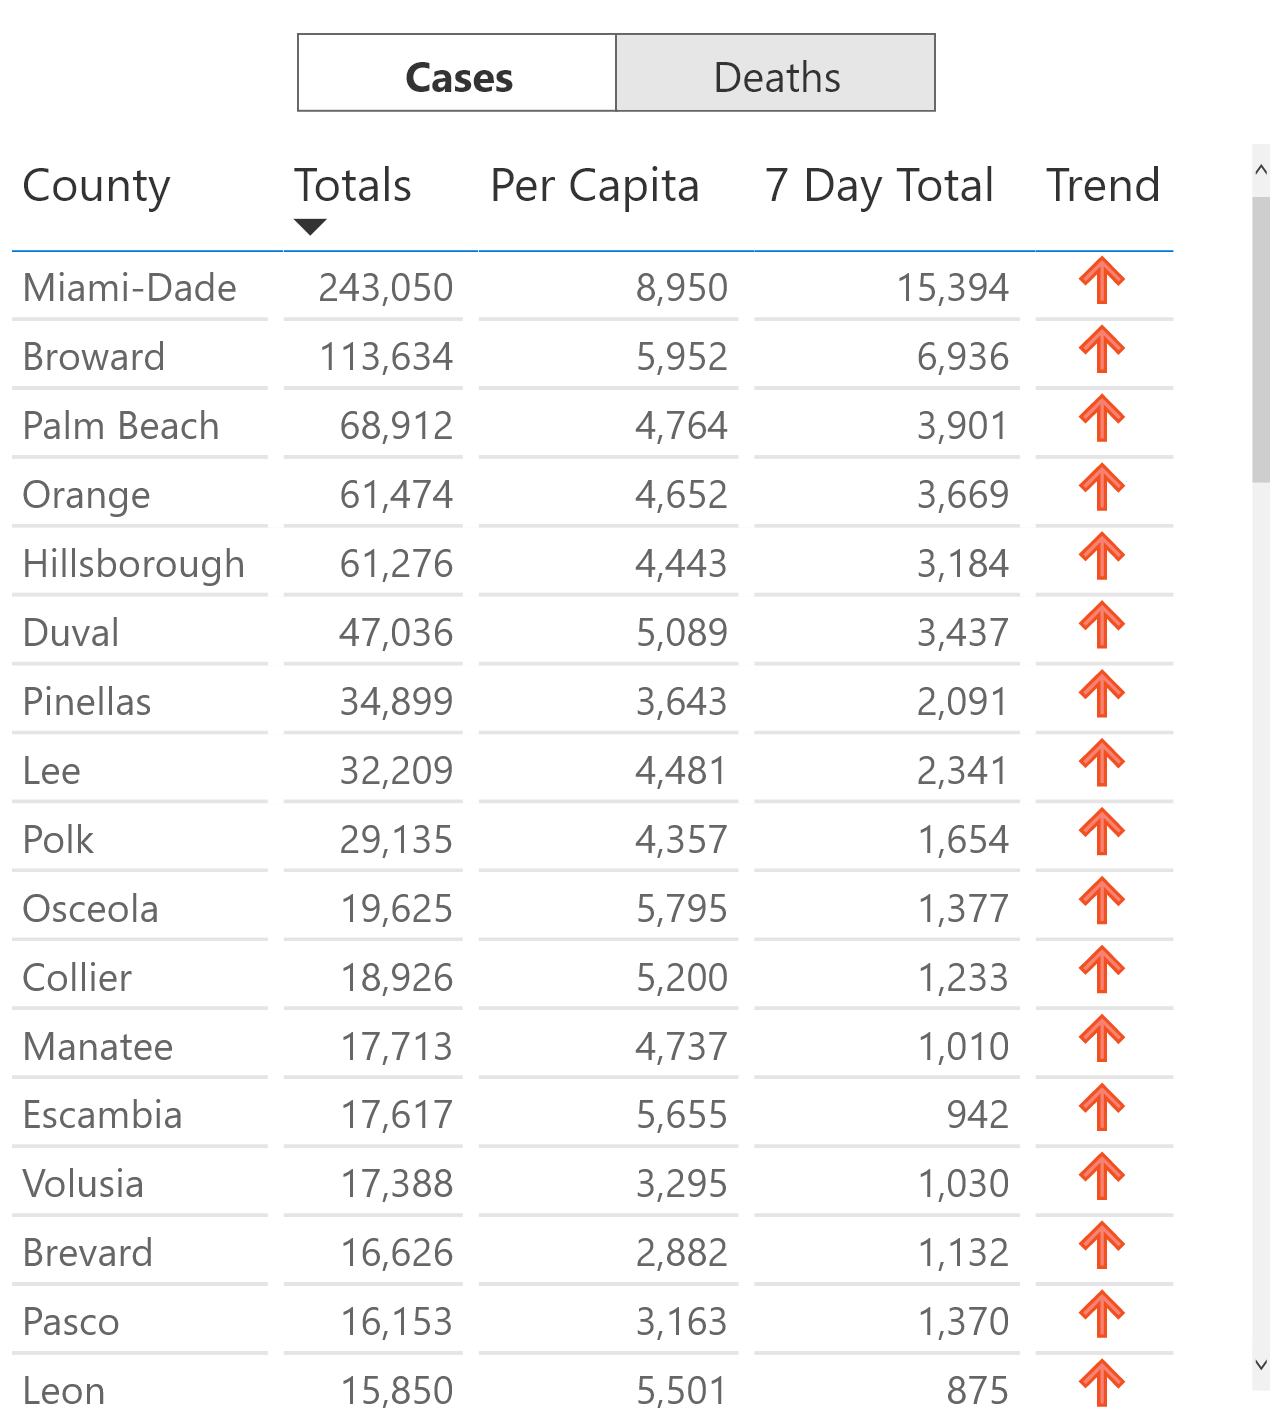 Cases Deaths
County Totals Per Capita 7 Day Total Trend
Miami-Dade 243,050 8,950 15,394
Broward 113,634 5,952 6,936
Palm Beach 68,912 4,764 3,901
Orange 61,474 4,652 3,669
Hillsborough 61,276 4,443 3,184
Duval 47,036 5,089 3,437
Pinellas 34,899 3,643 2,091
Lee 32,209 4,481 2,341
Polk 29,135 4,357 1,654
Osceola 19,625 5,795 1,377
Collier 18,926 5,200 1,233
Manatee 17,713 4,737 1,010
Escambia 17,617 5,655 942
Volusia 17,388 3,295 1,030
Brevard 16,626 2,882 1,132
Pasco 16,153 3,163 1,370
Leon 15,850 5,501 875